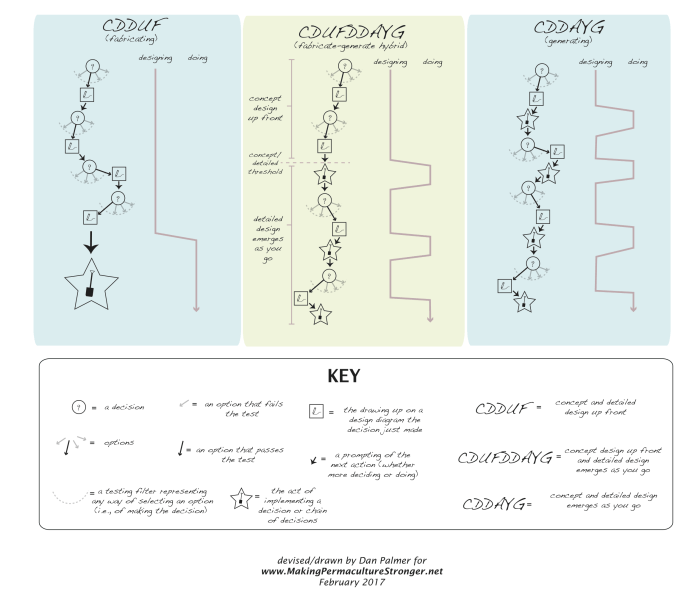 CDDUF
(fabricating)
designing doing
?
?
?
?
CDUFDDAYG
(fabricate-generate hybrid)
designing doing
concept
design
up front
concept/
detailed
threshold
detailed
design
emerges
as you
go
?
?
?
?
CDDAYG
(generating)
designing doing
?
?
?
?
KEY
? = a decision
= options
= a testing filter representing
any way of selecting an option
(i.e., of making the decision)
= an option that fails
the test
= an option that passes
the test
= the act of
implementing a
decision or chain
of decisions
= the drawing up on a
design diagram the
decision just made
= a prompting of the
next action (whether
more deciding or doing)
CDDUF = concept and detailed
design up front
CDUFDDAYG = concept design up front
and detailed design
emerges as you go
CDDAYG = concept and detailed design
emerges as you go
devised/drawn by Dan Palmer for
www.MakingPermacultureStronger.net
February 2017